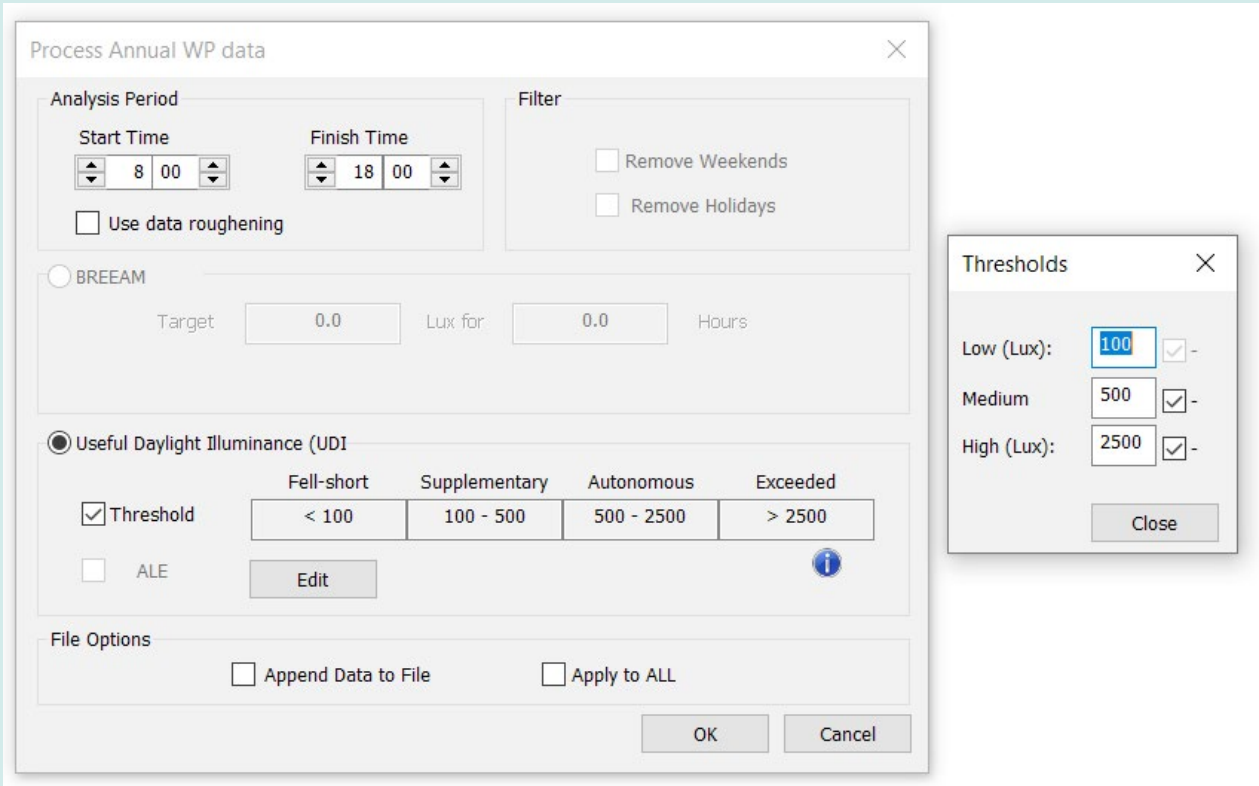 Process Annual WP data
Analysis Period
Start Time Finish Time
8 00 18 00
Use data roughening
Filter
Remove Weekends
Remove Holidays
BREEAM
Target 0.0 Lux for 0.0 Hours
Useful Daylight Illuminance (UDI
Fell-short Supplementary Autonomous Exceeded
Threshold < 100 100 - 500 500 - 2500 > 2500
ALE Edit
File Options
Append Data to File Apply to ALL
OK Cancel
Thresholds
Low (Lux): 100 -
Medium 500 -
High (Lux): 2500 -
Close